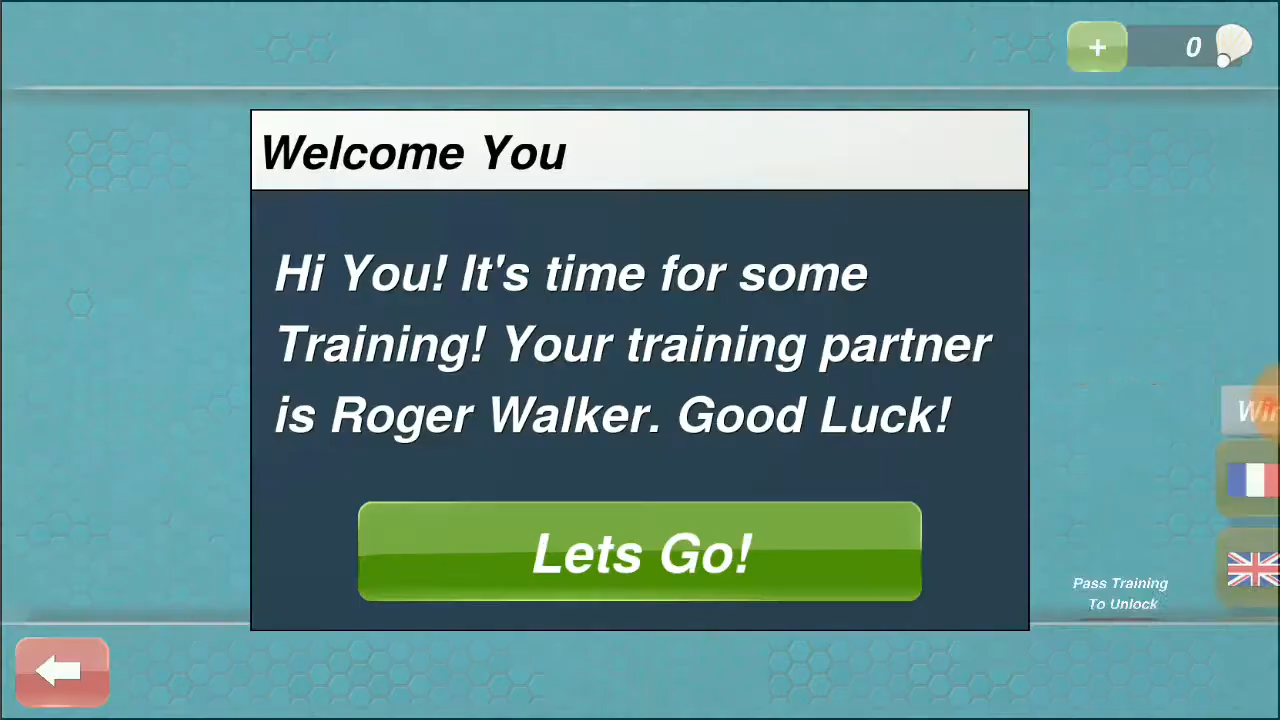 + 0
Welcome You
Hi You! It's time for some
Training! Your training partner
is Roger Walker. Good Luck!
Lets Go!
Pass Training
To Unlock